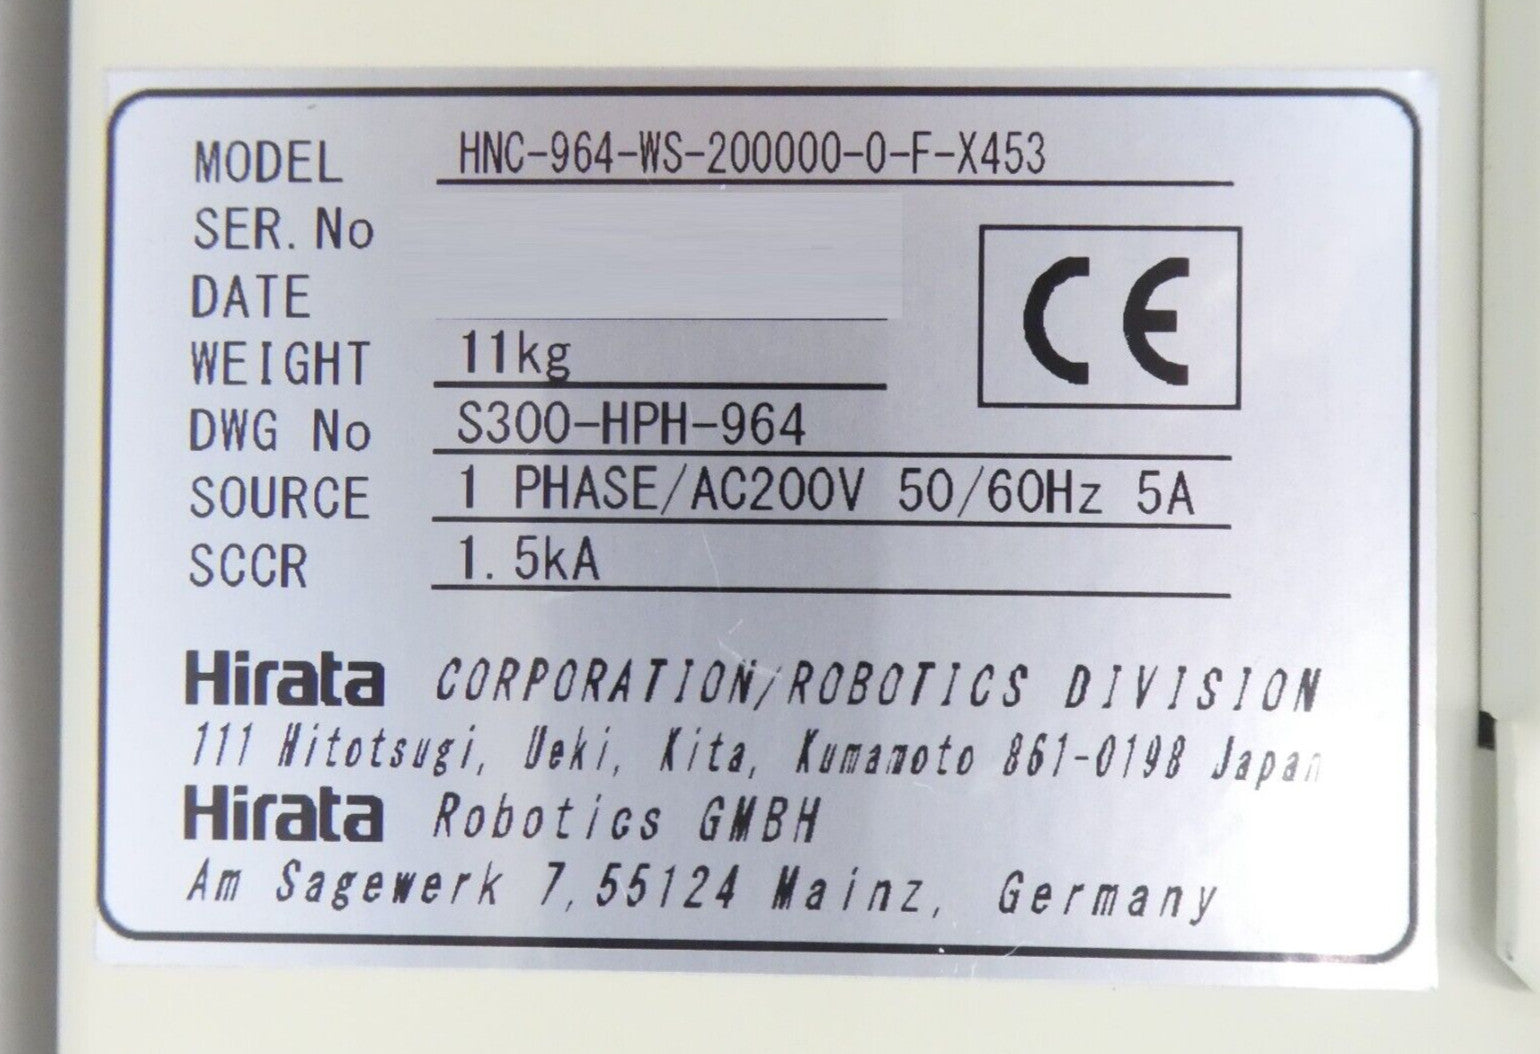 MODEL HNC-964-WS-200000-0-F-X453
SER. No
DATE
WEIGHT 11kg
DWG No S300-HPH-964
SOURCE 1 PHASE/AC200V 50/60Hz 5A
SCCR 1.5kA
CE
Hirata CORPORATION/ROBOTICS DIVISION
111 Hitotsugi, Ueki, Kita, Kumamoto 861-0198 Japan
Hirata Robotics GMBH
Am Sagewerk 7, 55124 Mainz, Germany